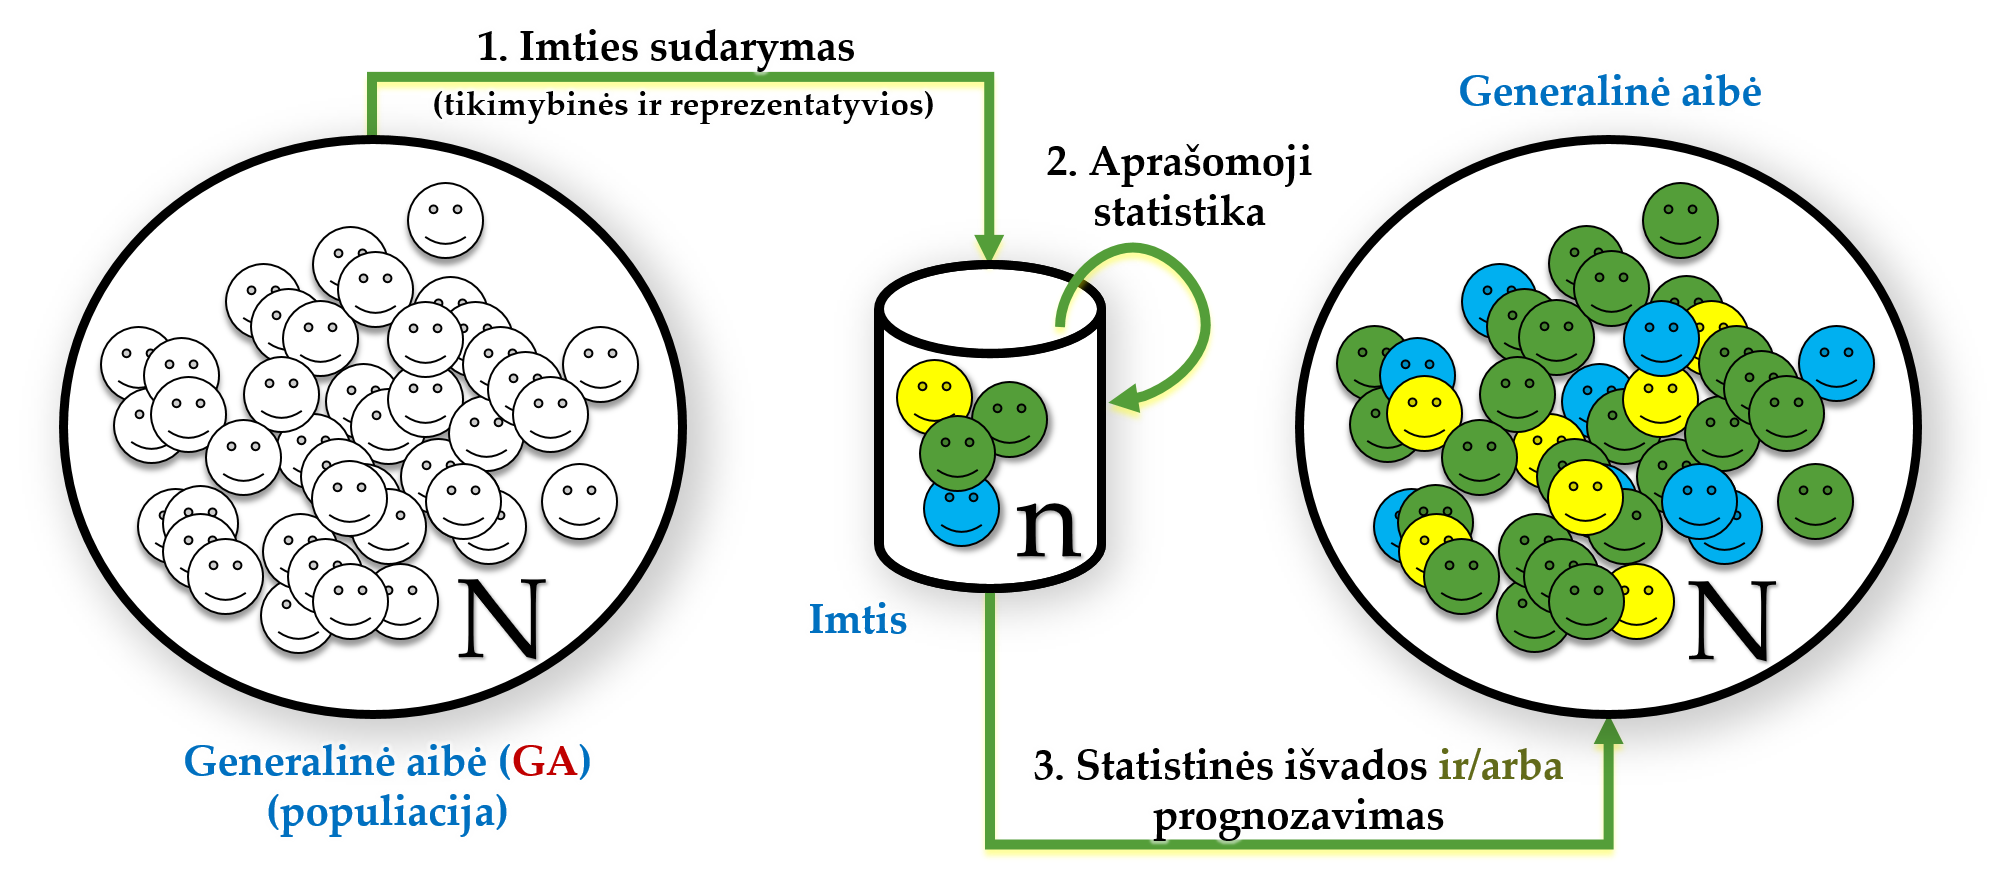 1. Imties sudarymas
(tikimybinės ir reprezentatyvios)
Generalinė aibė
2. Aprašomoji
statistika
n
N
N
Imtis
Generalinė aibė (GA)
(populiacija)
3. Statistinės išvados ir/arba
prognozavimas